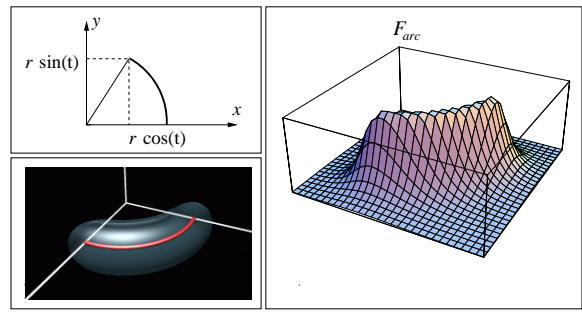 y
r sin(t)
x
r cos(t)
F_arc